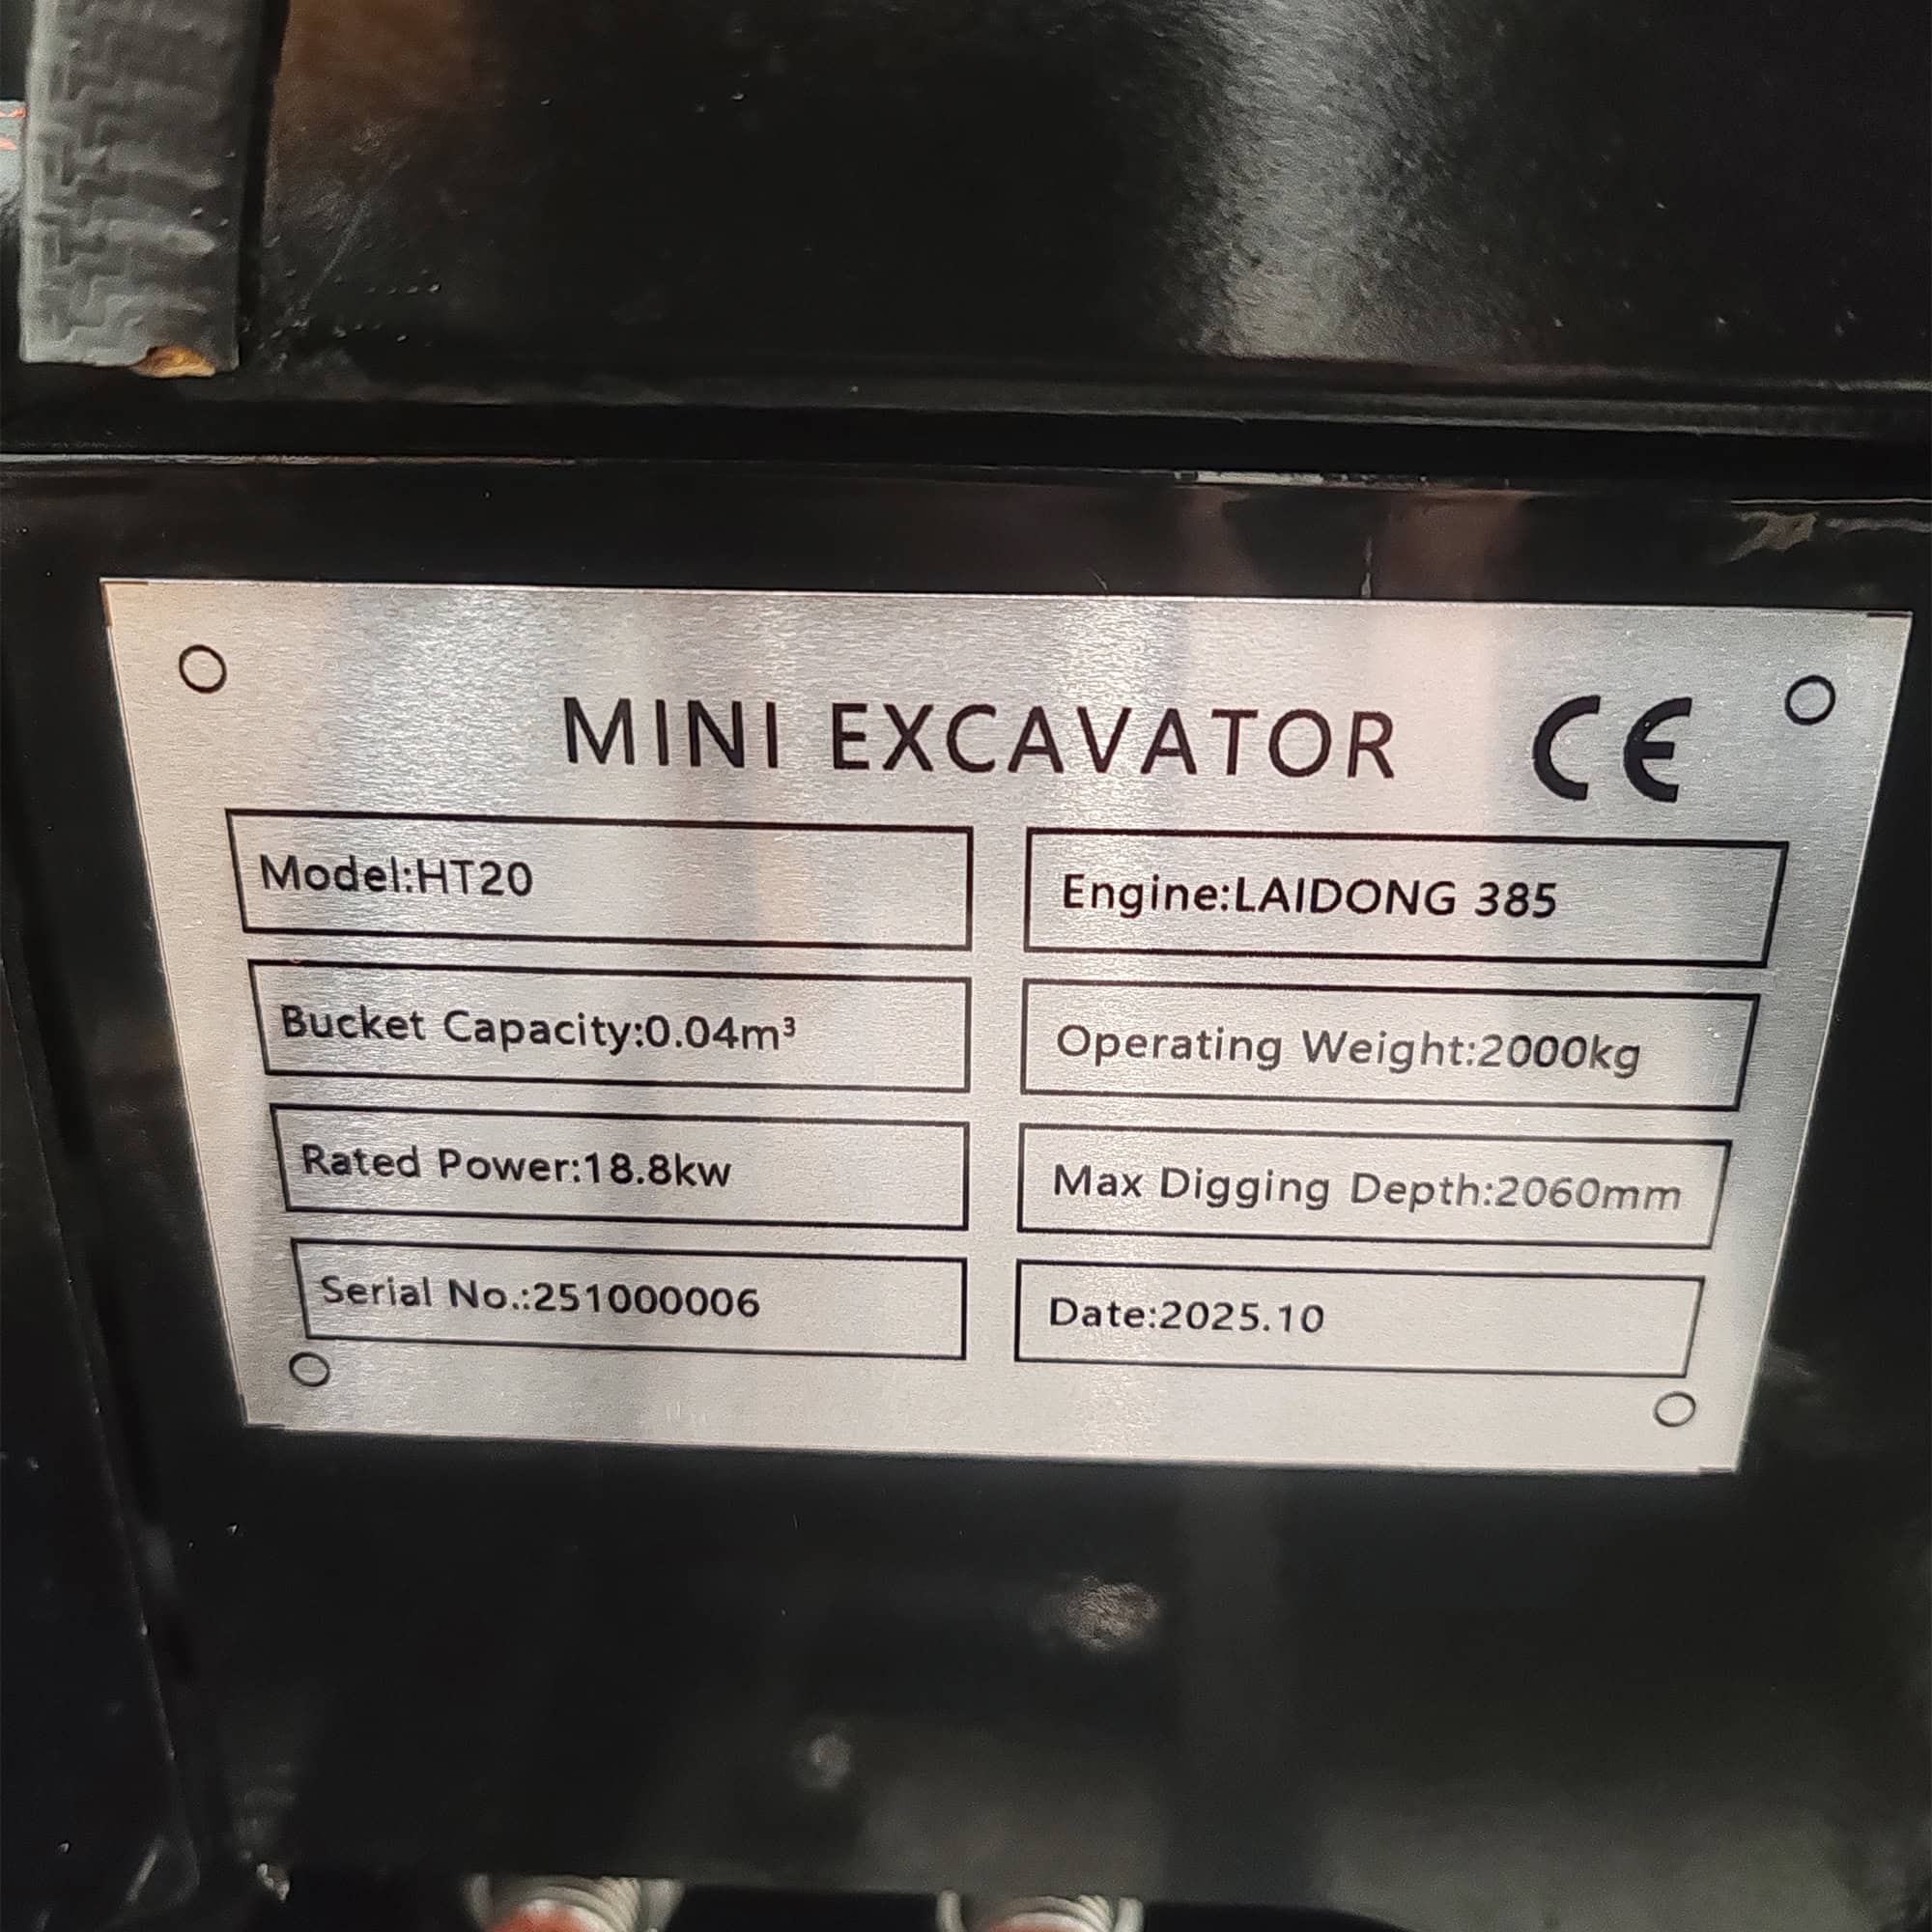 MINI EXCAVATOR CE
Model:HT20
Engine:LAIDONG 385
Bucket Capacity:0.04m³
Operating Weight:2000kg
Rated Power:18.8kw
Max Digging Depth:2060mm
Serial No.:251000006
Date:2025.10